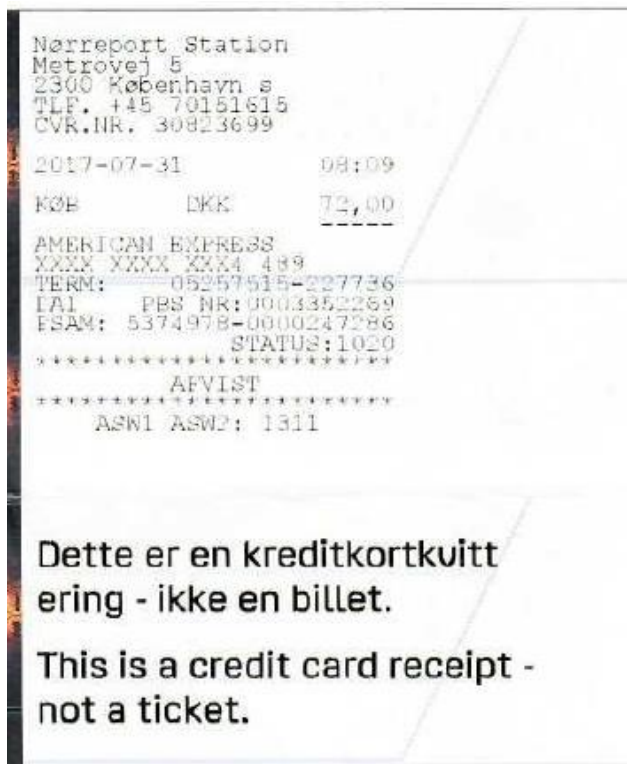 Nørreport Station
Metrovej 5
2300 København s
TLF. +45 70151615
CVR.NR. 30823699
2017-07-31 08:09
KØB DKK 72,00
-----
AMERICAN EXPRESS
XXXX XXXX XXX4 489
TERM: 05257515-227736
DAI PBS NR:0003352269
PSAM: 5374978-0000247286
STATUS:1020
*************************
AFVIST
*************************
ASW1 ASW2: 1311
Dette er en kreditkortkvitt
ering - ikke en billet.
This is a credit card receipt -
not a ticket.